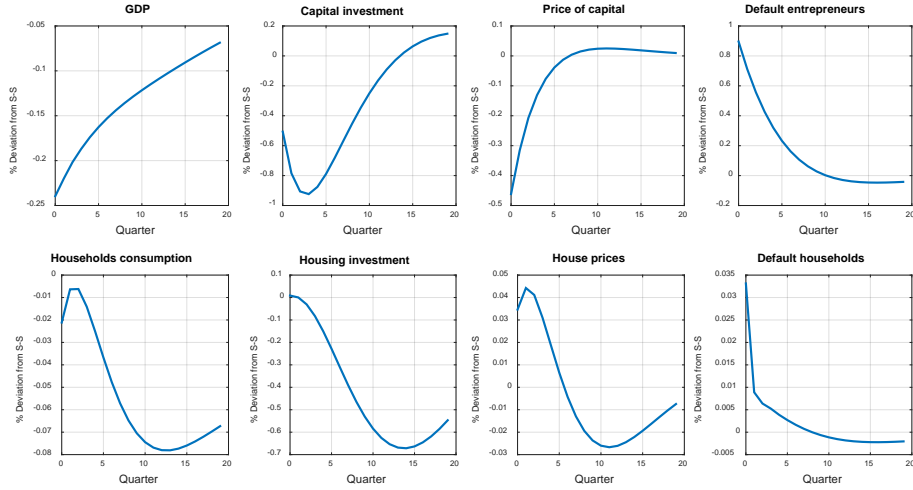 GDP
Capital investment
Price of capital
Default entrepreneurs
-0.05
-0.1
-0.15
-0.2
-0.25
0.2
0
-0.2
-0.4
-0.6
-0.8
-1
0.1
0
-0.1
-0.2
-0.3
-0.4
-0.5
1
0.8
0.6
0.4
0.2
0
0.2
% Deviation from S-S
% Deviation from S-S
% Deviation from S-S
% Deviation from S-S
0 5 10 15 20
0 5 10 15 20
0 5 10 15 20
0 5 10 15 20
Quarter
Quarter
Quarter
Quarter
Households consumption
Housing investment
House prices
Default households
0
-0.01
-0.02
-0.03
-0.04
-0.05
-0.06
-0.07
-0.08
0.1
0
-0.1
-0.2
-0.3
-0.4
-0.5
-0.6
-0.7
0.05
0.04
0.03
0.02
0.01
0
-0.01
-0.02
-0.03
0.035
0.03
0.025
0.02
0.015
0.01
0.005
0
-0.005
% Deviation from S-S
% Deviation from S-S
% Deviation from S-S
% Deviation from S-S
0 5 10 15 20
0 5 10 15 20
0 5 10 15 20
0 5 10 15 20
Quarter
Quarter
Quarter
Quarter